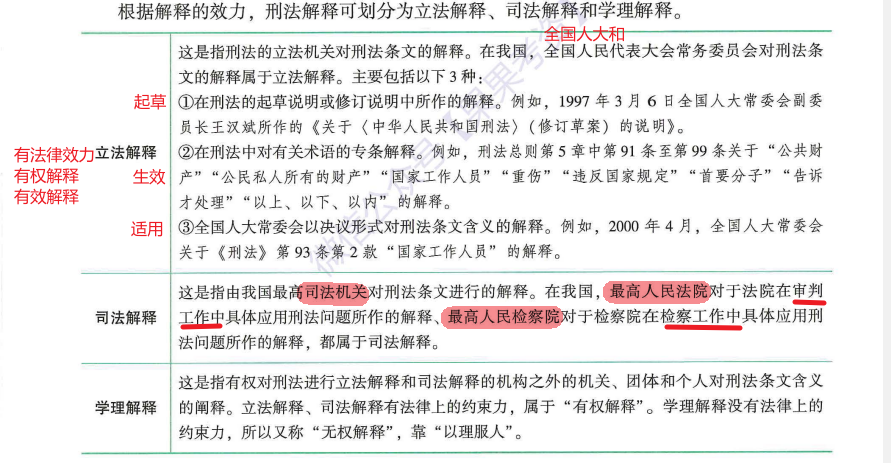 根据解释的效力，刑法解释可划分为立法解释、司法解释和学理解释。
全国人大和
这是指刑法的立法机关对刑法条文的解释。在我国，全国人民代表大会常务委员会对刑法条
文的解释属于立法解释。主要包括以下3种：
起草
①在刑法的起草说明或修订说明中所作的解释。例如，1997年3月6日全国人大常委会副委
员长王汉斌所作的《关于〈中华人民共和国刑法〉（修订草案）的说明》。
有法律效力
有权解释
有效解释
立法解释
生效
②在刑法中对有关术语的专条解释。例如，刑法总则第5章中第91条至第99条关于“公共财
产”“公民私人所有的财产”“国家工作人员”“重伤”“违反国家规定”“首要分子”“告诉
才处理”“以上、以下、以内”的解释。
适用
③全国人大常委会以决议形式对刑法条文含义的解释。例如，2000年4月，全国人大常委会
关于《刑法》第93条第2款“国家工作人员”的解释。
司法解释
这是指由我国最高司法机关对刑法条文进行的解释。在我国，最高人民法院对于法院在审判
工作中具体应用刑法问题所作的解释、最高人民检察院对于检察院在检察工作中具体应用刑
法问题所作的解释，都属于司法解释。
学理解释
这是指有权对刑法进行立法解释和司法解释的机构之外的机关、团体和个人对刑法条文含义
的阐释。立法解释、司法解释有法律上的约束力，属于“有权解释”。学理解释没有法律上的
约束力，所以又称“无权解释”，靠“以理服人”。